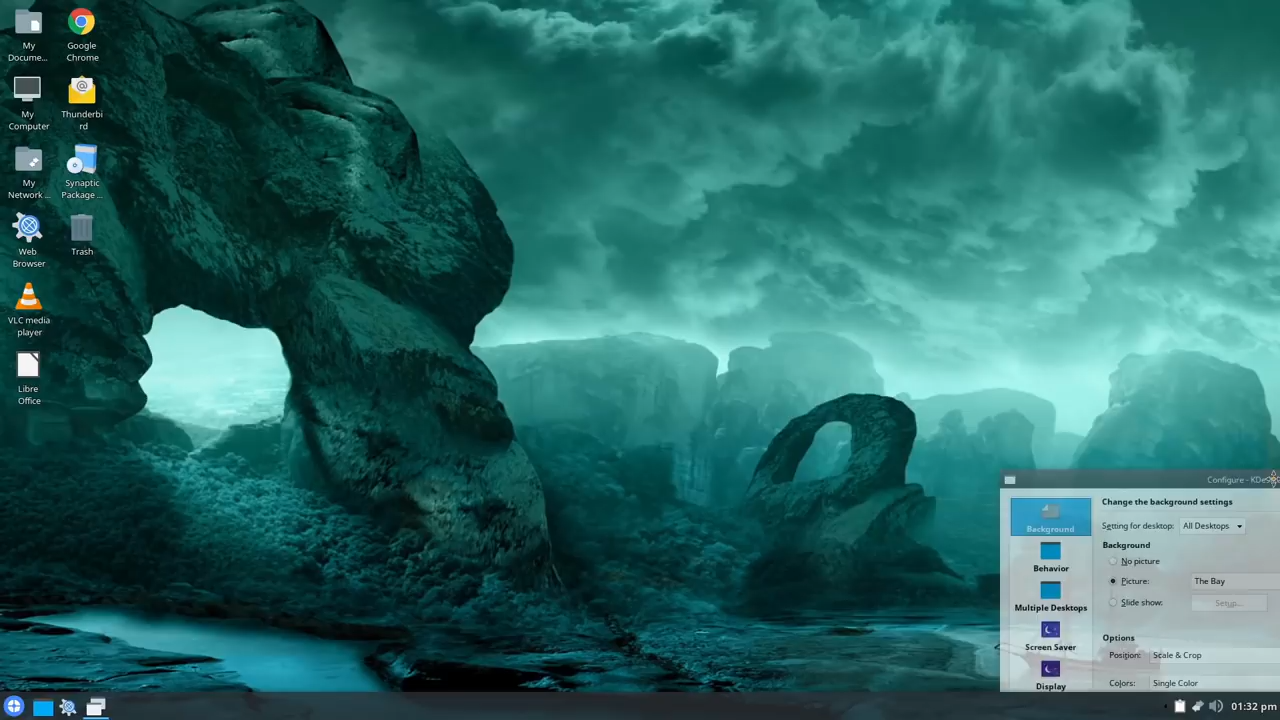 My
Docume...
Google
Chrome
My
Computer
Thunderbi
rd
My
Network ...
Synaptic
Package ...
Web
Browser
Trash
VLC media
player
Libre
Office
Configure - KDe
Background
Behavior
Multiple Desktops
Screen Saver
Display
Change the background settings
Setting for desktop: All Desktops
Background
No picture
Picture: The Bay
Slide show: Setup...
Options
Position: Scale & Crop
Colors: Single Color
01:32 pm